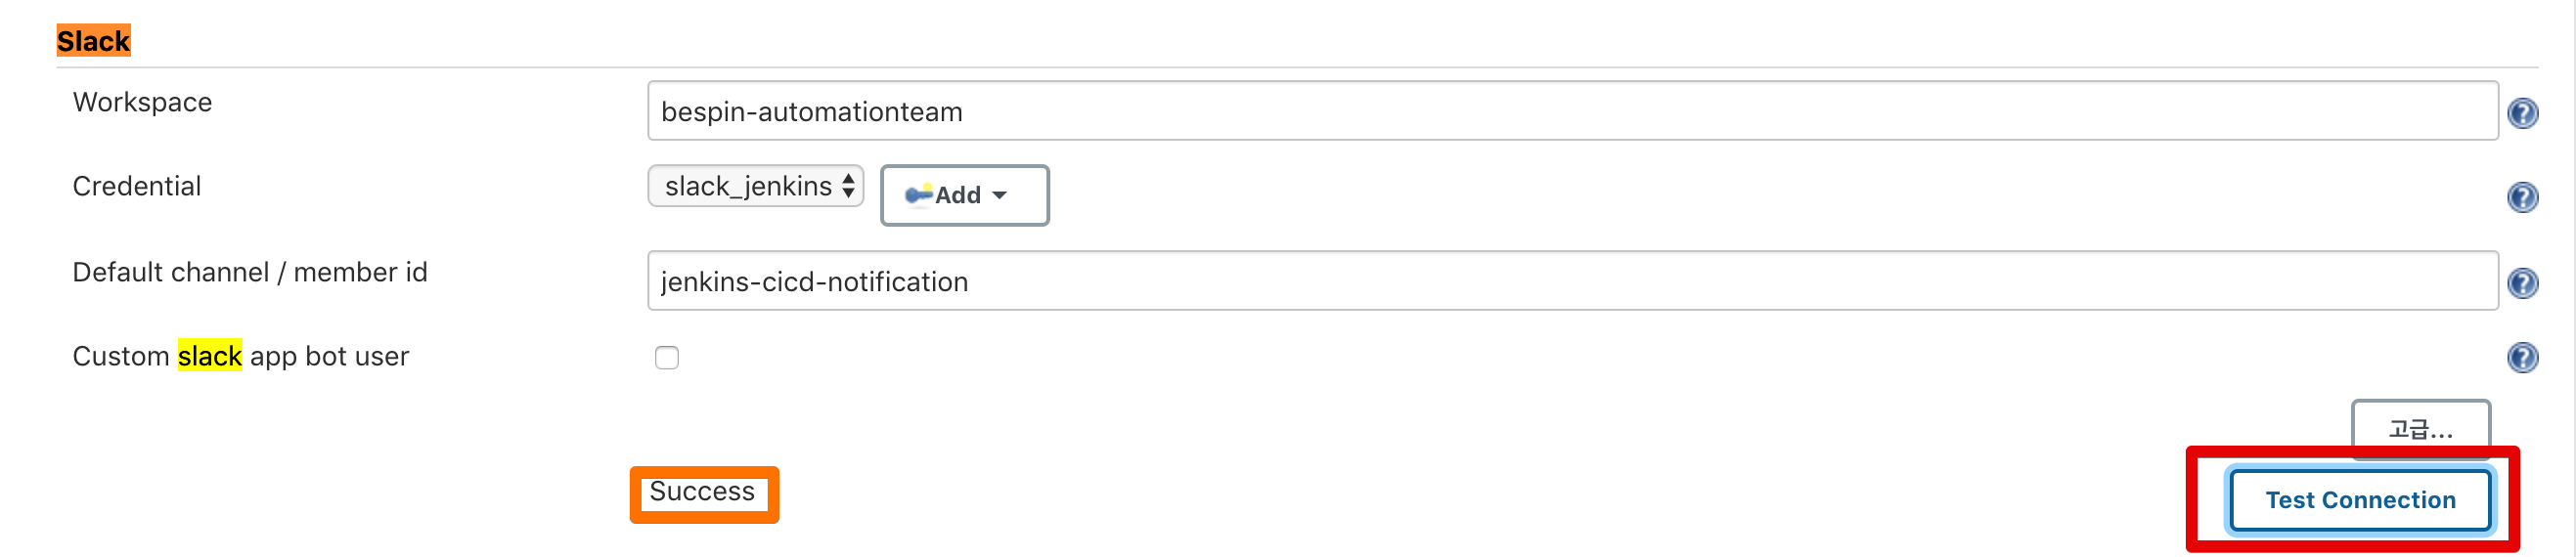 Slack
Workspace
bespin-automationteam
Credential
slack_jenkins
Add
Default channel / member id
jenkins-cicd-notification
Custom slack app bot user
고급...
Success
Test Connection